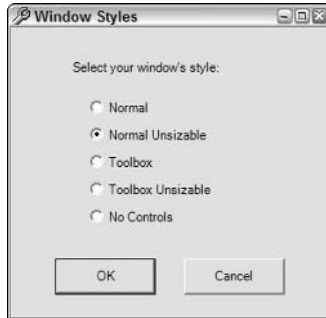 Window Styles
Select your window's style:
Normal
Normal Unsizable
Toolbox
Toolbox Unsizable
No Controls
OK
Cancel